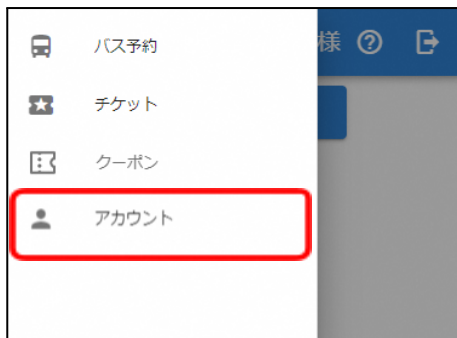 バス予約
様
チケット
クーポン
アカウント